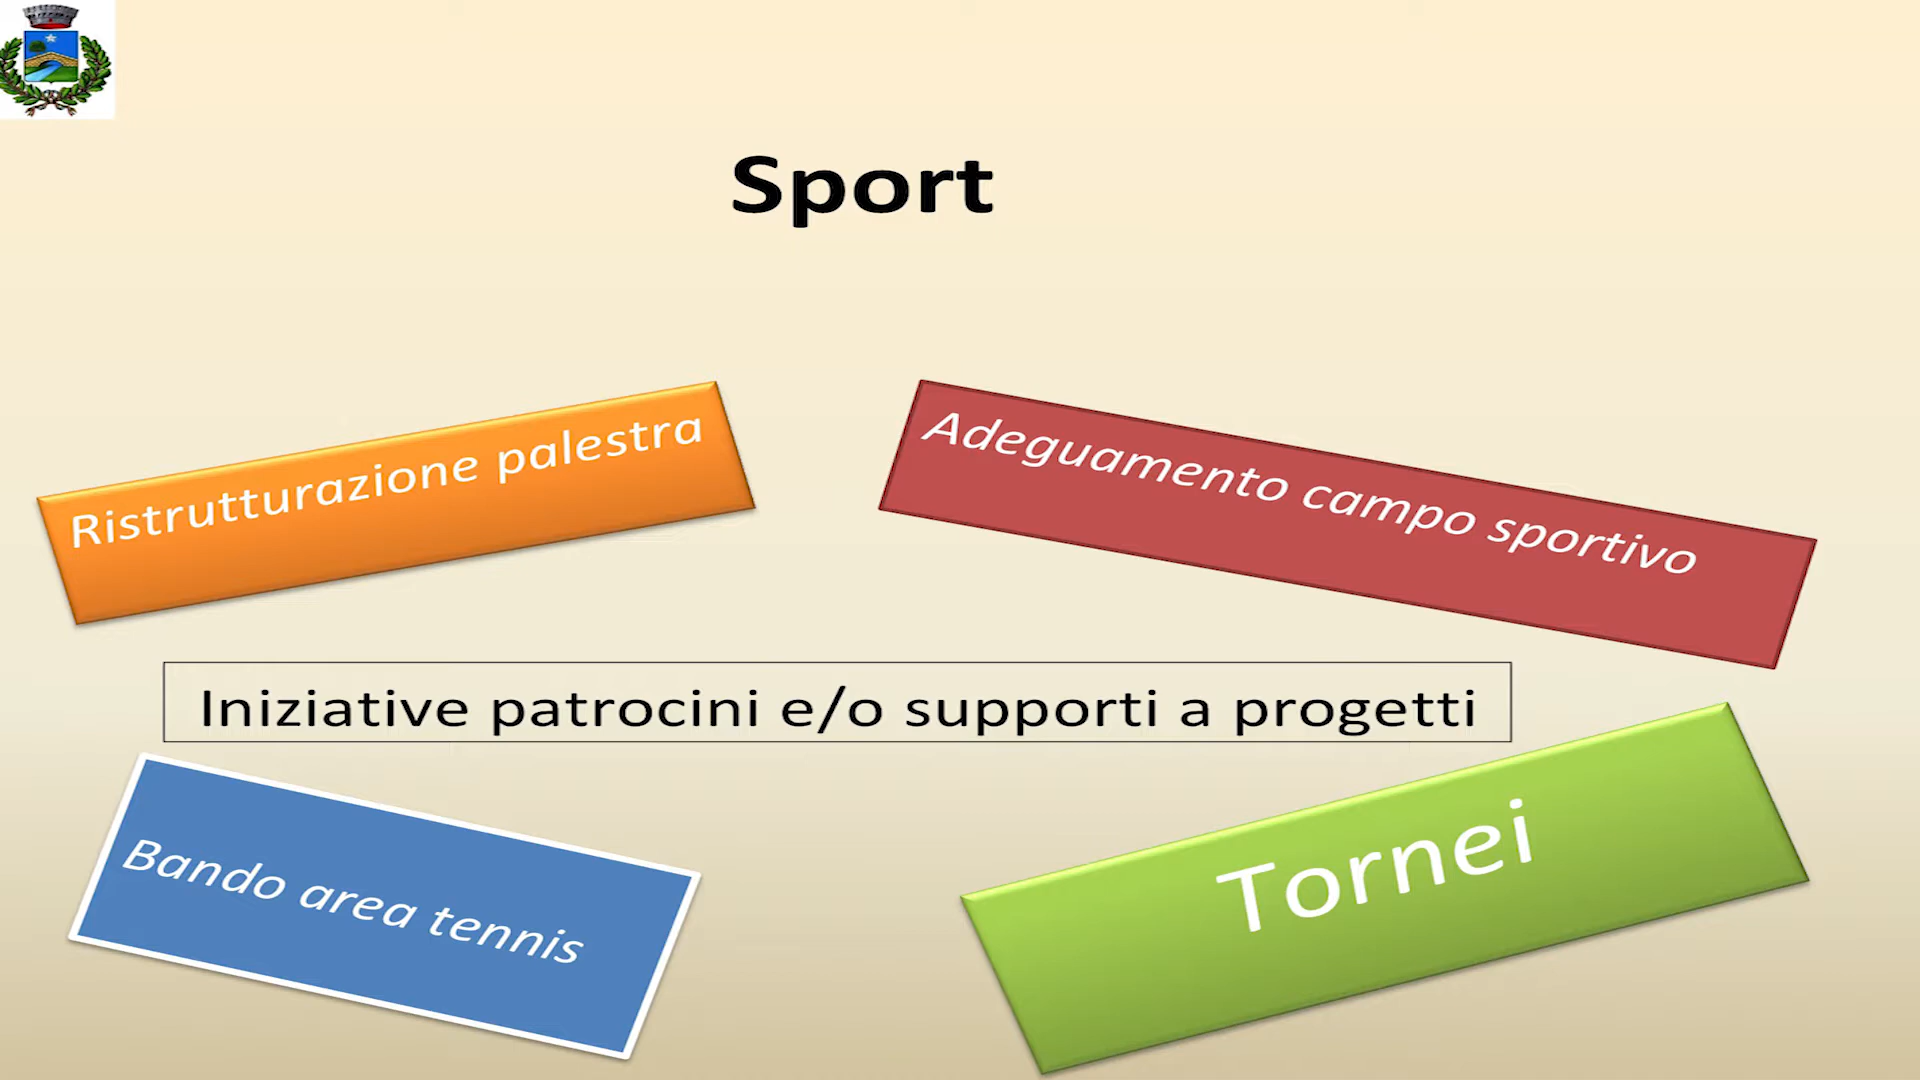 Sport
Ristrutturazione palestra
Adeguamento campo sportivo
Iniziative patrocini e/o supporti a progetti
Bando area tennis
Tornei